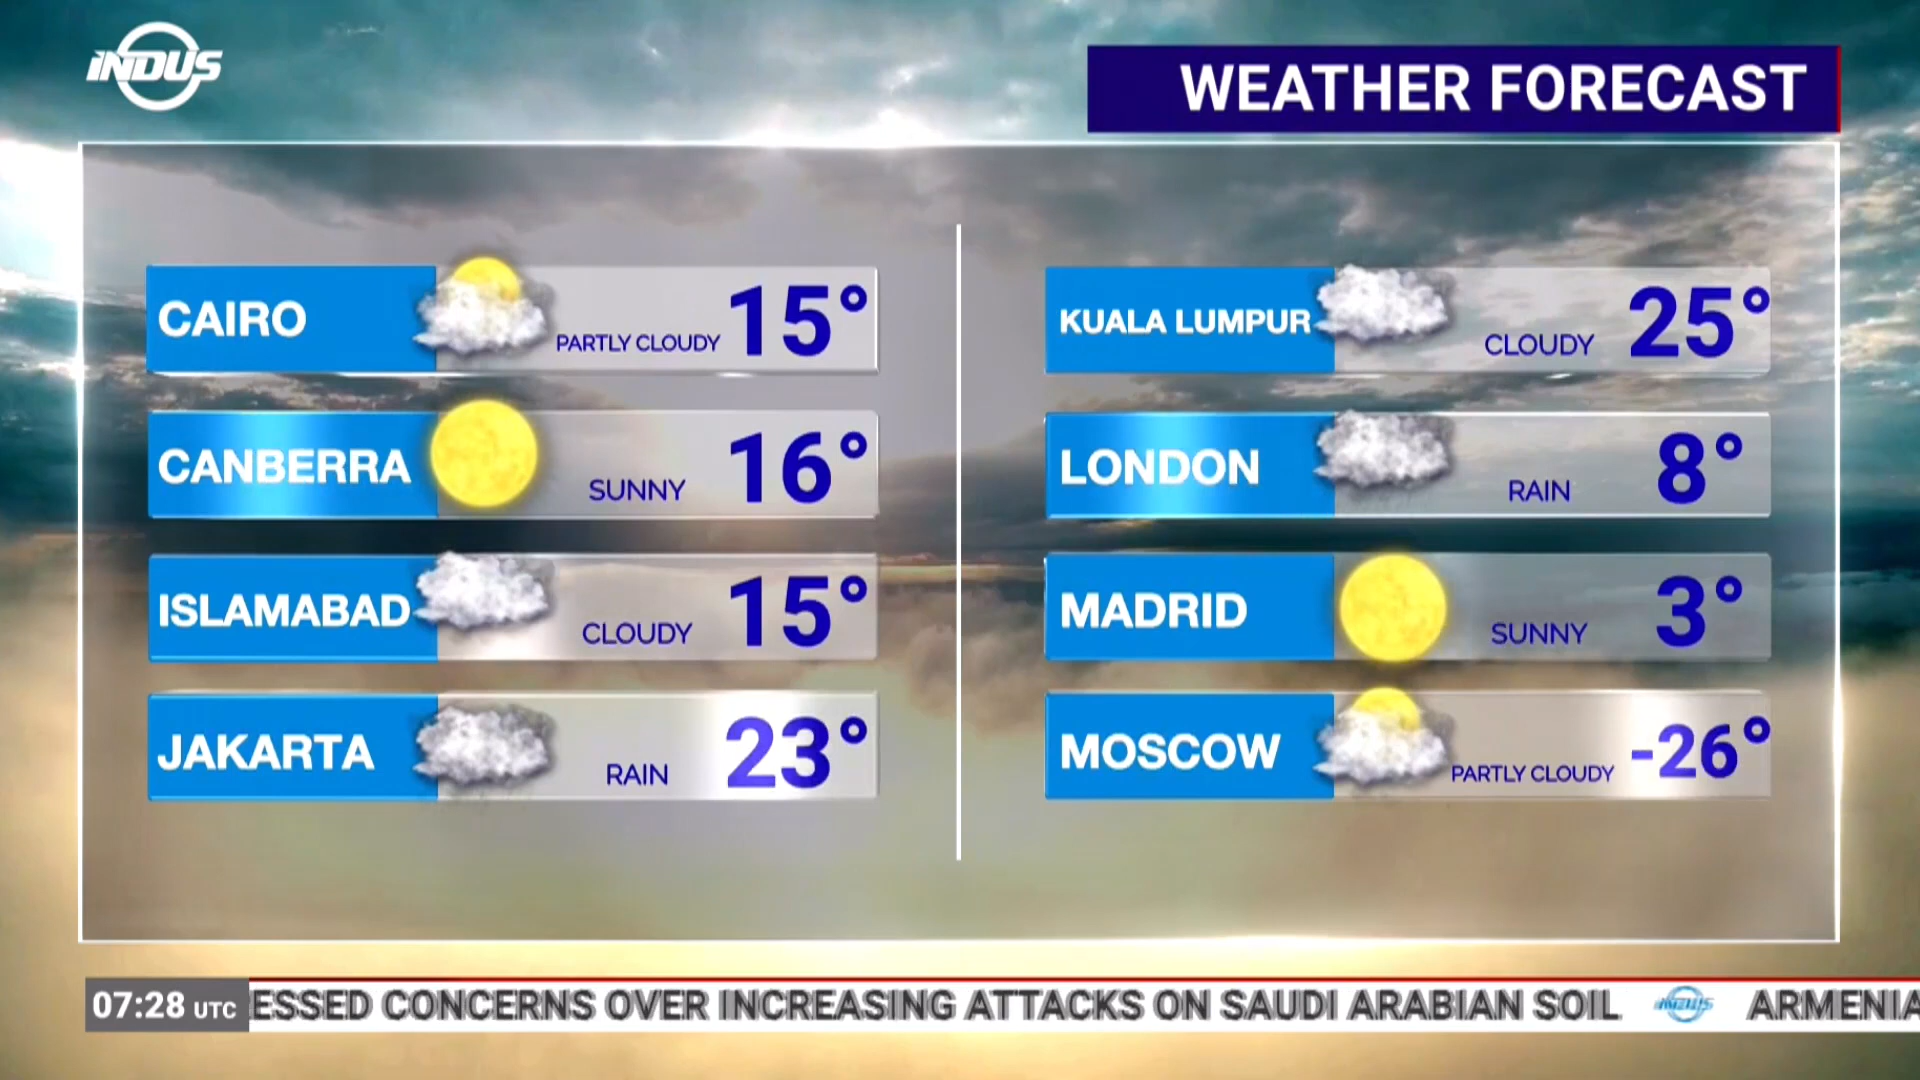 INDUS
WEATHER FORECAST
CAIRO
PARTLY CLOUDY
15°
CANBERRA
SUNNY
16°
ISLAMABAD
CLOUDY
15°
JAKARTA
RAIN
23°
KUALA LUMPUR
CLOUDY
25°
LONDON
RAIN
8°
MADRID
SUNNY
3°
MOSCOW
PARTLY CLOUDY
-26°
07:28 UTC
ESSED CONCERNS OVER INCREASING ATTACKS ON SAUDI ARABIAN SOIL
ARMENIA